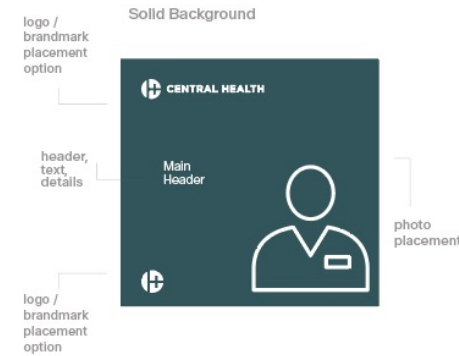 Solid Background
logo /
brandmark
placement
option
CENTRAL HEALTH
header,
text,
details
Main
Header
photo
placement
logo /
brandmark
placement
option